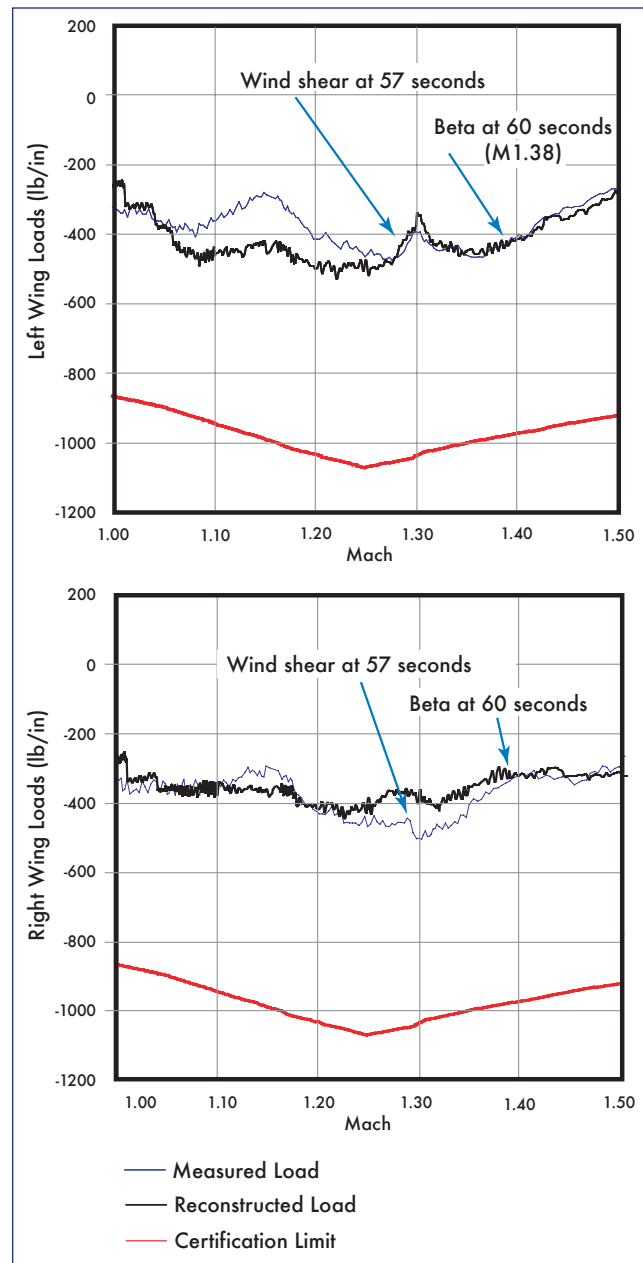 200
0
-200
-400
-600
-800
-1000
-1200
Left Wing Loads (lb/in)
Wind shear at 57 seconds
Beta at 60 seconds
(M1.38)
1.00 1.10 1.20 1.30 1.40 1.50
Mach
200
0
-200
-400
-600
-800
-1000
-1200
Right Wing Loads (lb/in)
Wind shear at 57 seconds
Beta at 60 seconds
1.00 1.10 1.20 1.30 1.40 1.50
Mach
Measured Load
Reconstructed Load
Certification Limit